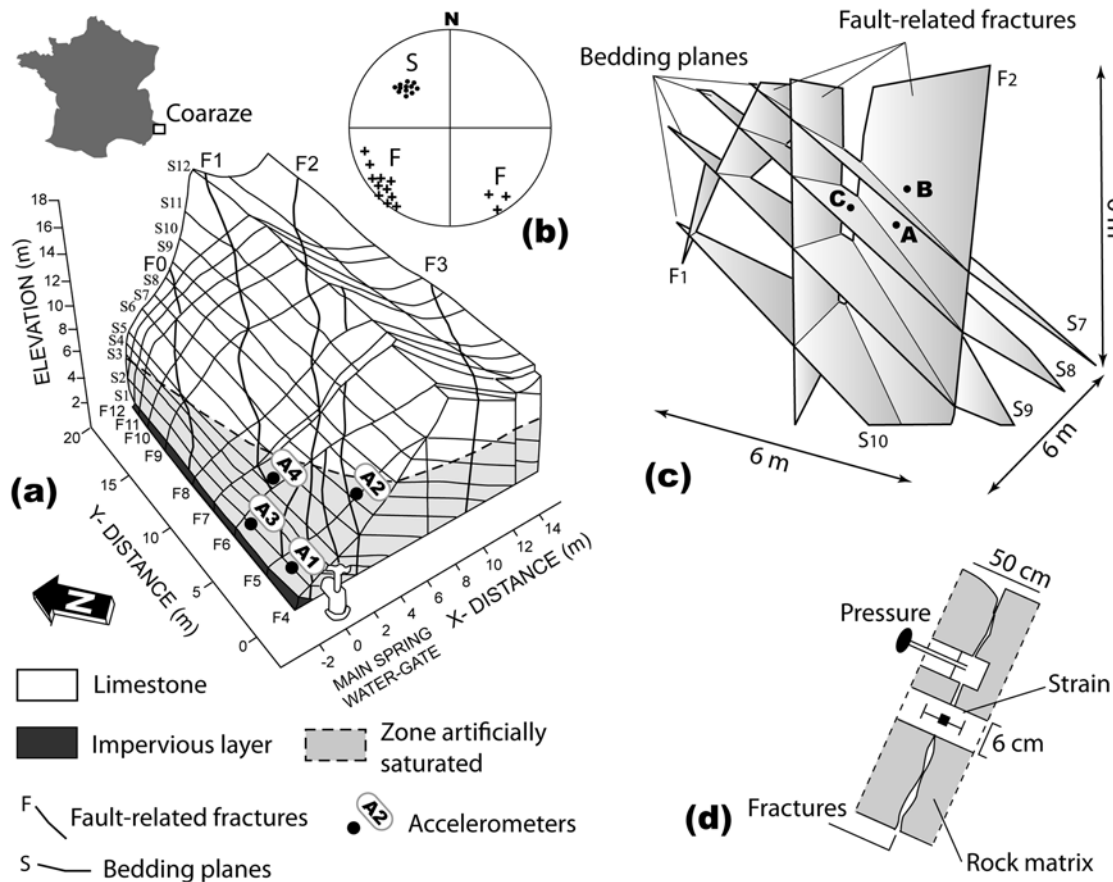 Coaraze
N
S
F
F
(b)
S12
F1
F2
S11
S10
S9
F0
S8
S7
S6
S5
S4
S3
S2
S1
F3
F12
F11
F10
F9
F8
F7
F6
F5
F4
18
16
14
12
10
8
6
4
2
ELEVATION (m)
20
15
10
5
0
Y- DISTANCE (m)
(a)
A4
A2
A3
A1
-2
0
2
4
6
8
10
12
14
X- DISTANCE (m)
MAIN SPRING
WATER-GATE
N
Limestone
Impervious layer
Zone artificially
saturated
F
Fault-related fractures
A2
Accelerometers
S
Bedding planes
Fault-related fractures
Bedding planes
F2
B
C
A
F1
S7
S8
S9
S10
6 m
6 m
(c)
50 cm
Pressure
Strain
6 cm
(d)
Fractures
Rock matrix